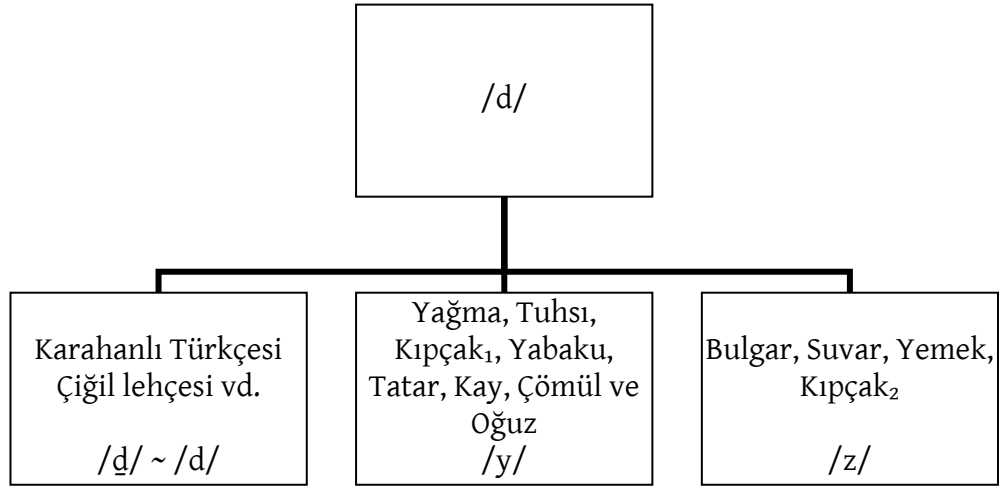 /d/
Karahanlı Türkçesi
Çiğil lehçesi vd.
/ḏ/ ~ /d/
Yağma, Tuhsı,
Kıpçak₁, Yabaku,
Tatar, Kay, Çömül ve
Oğuz
/y/
Bulgar, Suvar, Yemek,
Kıpçak₂
/z/